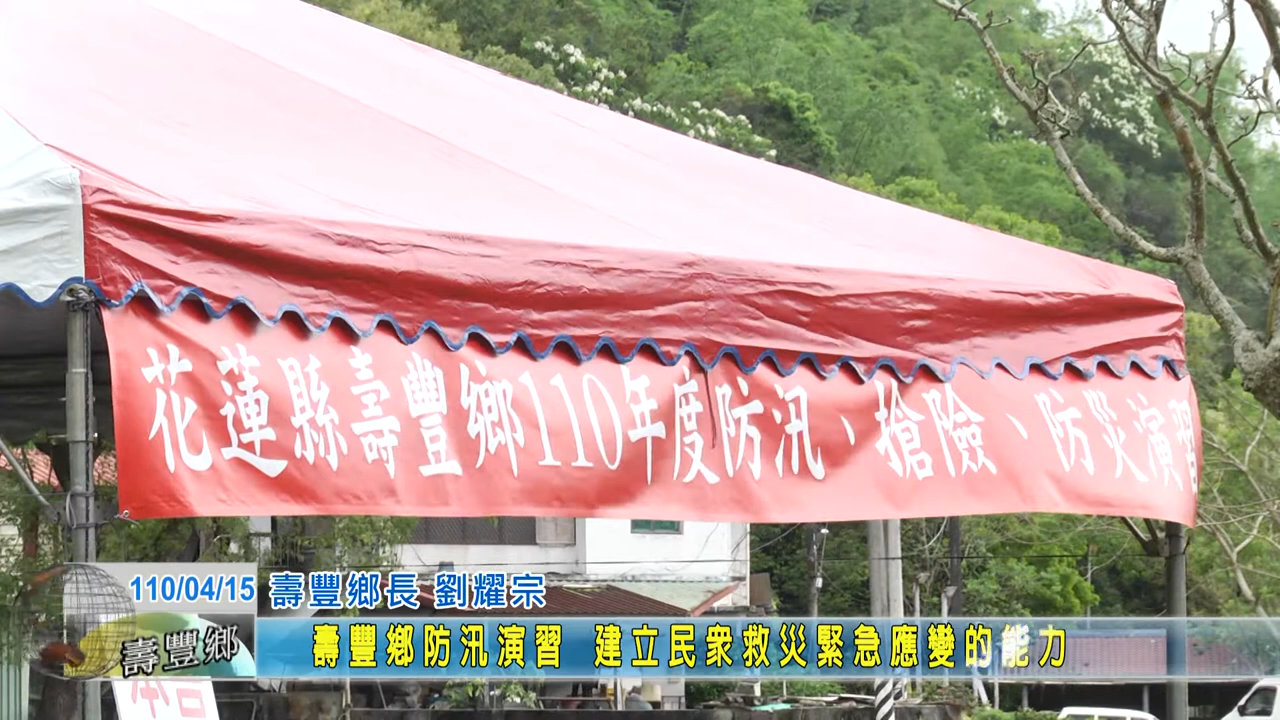 花蓮縣壽豐鄉110年度防汛、搶險、防災演習
110/04/15 壽豐鄉長 劉耀宗
壽豐鄉
壽豐鄉防汛演習 建立民眾救災緊急應變的能力